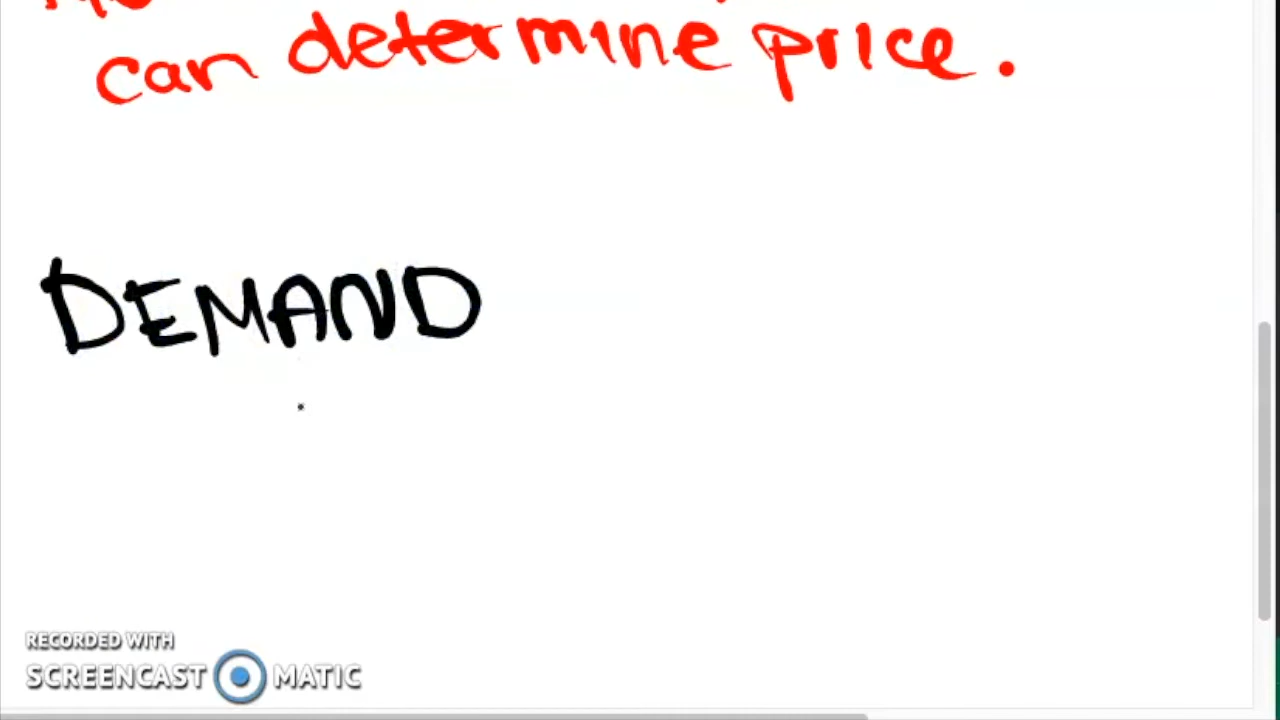 can determine price.
DEMAND
RECORDED WITH
SCREENCAST MATIC